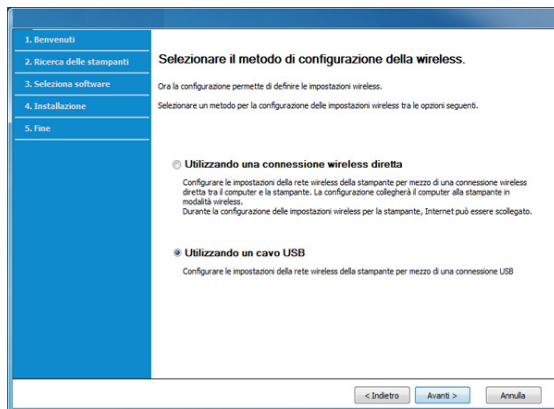 1. Benvenuti
2. Ricerca delle stampanti
3. Seleziona software
4. Installazione
5. Fine
Selezionare il metodo di configurazione della wireless.
Ora la configurazione permette di definire le impostazioni wireless.
Selezionare un metodo per la configurazione delle impostazioni wireless tra le opzioni seguenti.
Utilizzando una connessione wireless diretta
Configurare le impostazioni della rete wireless della stampante per mezzo di una connessione wireless
diretta tra il computer e la stampante. La configurazione collegherà il computer alla stampante in
modalità wireless.
Durante la configurazione delle impostazioni wireless per la stampante, Internet può essere scollegato.
Utilizzando un cavo USB
Configurare le impostazioni della rete wireless della stampante per mezzo di una connessione USB
< Indietro
Avanti >
Annulla